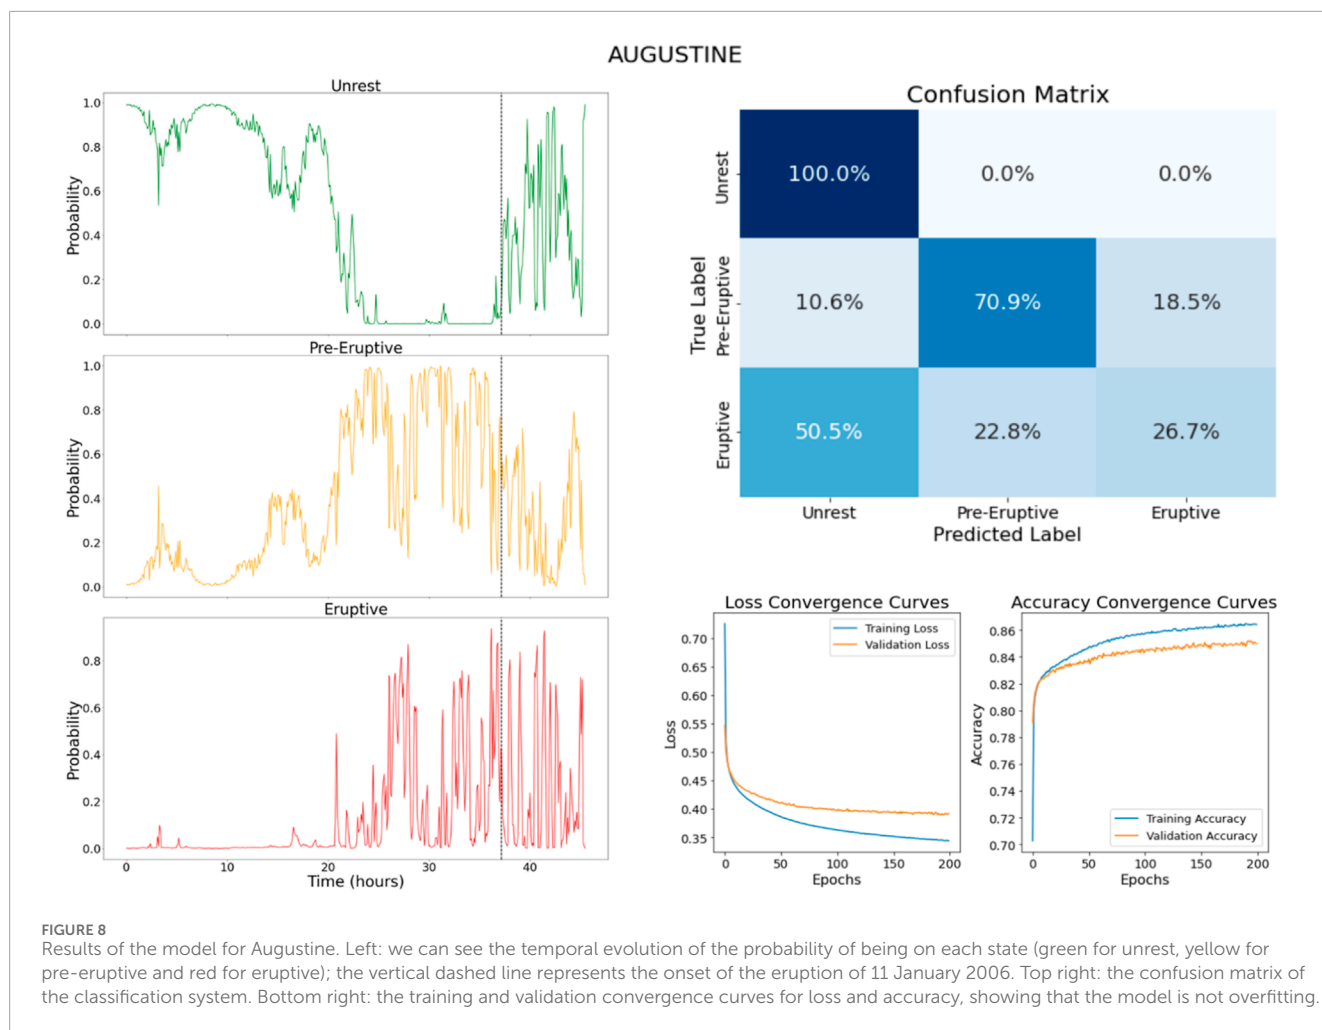 AUGUSTINE
Unrest
1.0
0.8
0.6
0.4
0.2
0.0
Probability
Pre-Eruptive
1.0
0.8
0.6
0.4
0.2
0.0
Probability
Eruptive
0.8
0.6
0.4
0.2
0.0
Probability
0 10 20 30 40
Time (hours)
Confusion Matrix
True Label
Unrest
100.0% 0.0% 0.0%
Pre-Eruptive
10.6% 70.9% 18.5%
Eruptive
50.5% 22.8% 26.7%
Unrest Pre-Eruptive Eruptive
Predicted Label
Loss Convergence Curves
Training Loss
Validation Loss
0.70
0.65
0.60
0.55
0.50
0.45
0.40
0.35
Loss
0 50 100 150 200
Epochs
Accuracy Convergence Curves
0.86
0.84
0.82
0.80
0.78
0.76
0.74
0.72
0.70
Accuracy
Training Accuracy
Validation Accuracy
0 50 100 150 200
Epochs
FIGURE 8
Results of the model for Augustine. Left: we can see the temporal evolution of the probability of being on each state (green for unrest, yellow for
pre-eruptive and red for eruptive); the vertical dashed line represents the onset of the eruption of 11 January 2006. Top right: the confusion matrix of
the classification system. Bottom right: the training and validation convergence curves for loss and accuracy, showing that the model is not overfitting.